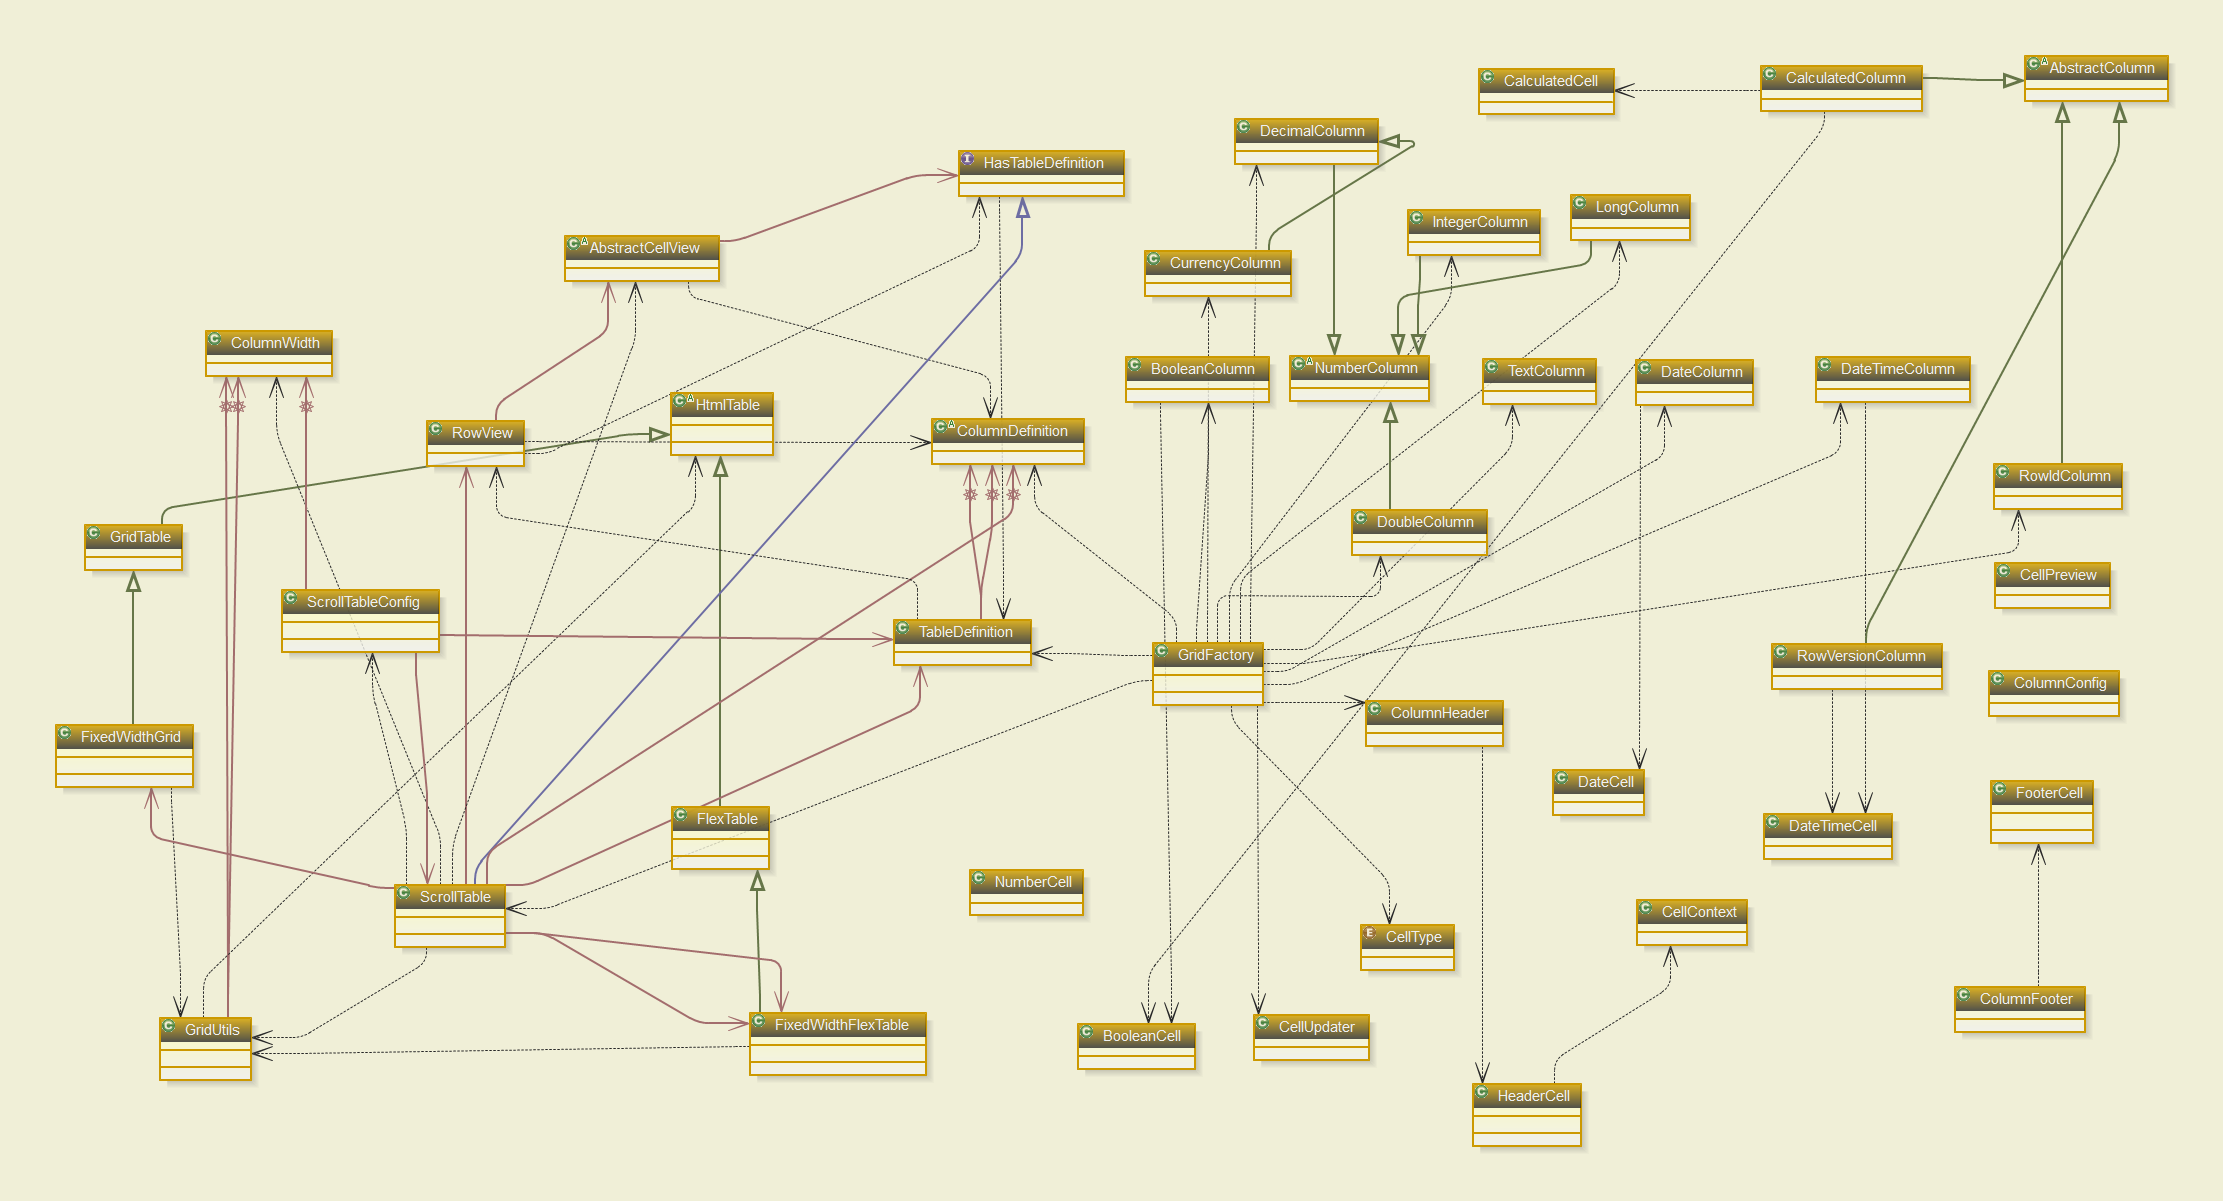 AbstractColumn
CalculatedCell
CalculatedColumn
DecimalColumn
HasTableDefinition
LongColumn
IntegerColumn
AbstractCellView
CurrencyColumn
ColumnWidth
BooleanColumn
NumberColumn
TextColumn
DateColumn
DateTimeColumn
HtmlTable
RowView
ColumnDefinition
RowIdColumn
DoubleColumn
GridTable
CellPreview
ScrollTableConfig
TableDefinition
GridFactory
RowVersionColumn
ColumnConfig
ColumnHeader
FixedWidthGrid
DateCell
FooterCell
FlexTable
DateTimeCell
NumberCell
ScrollTable
CellContext
CellType
ColumnFooter
GridUtils
FixedWidthFlexTable
BooleanCell
CellUpdater
HeaderCell